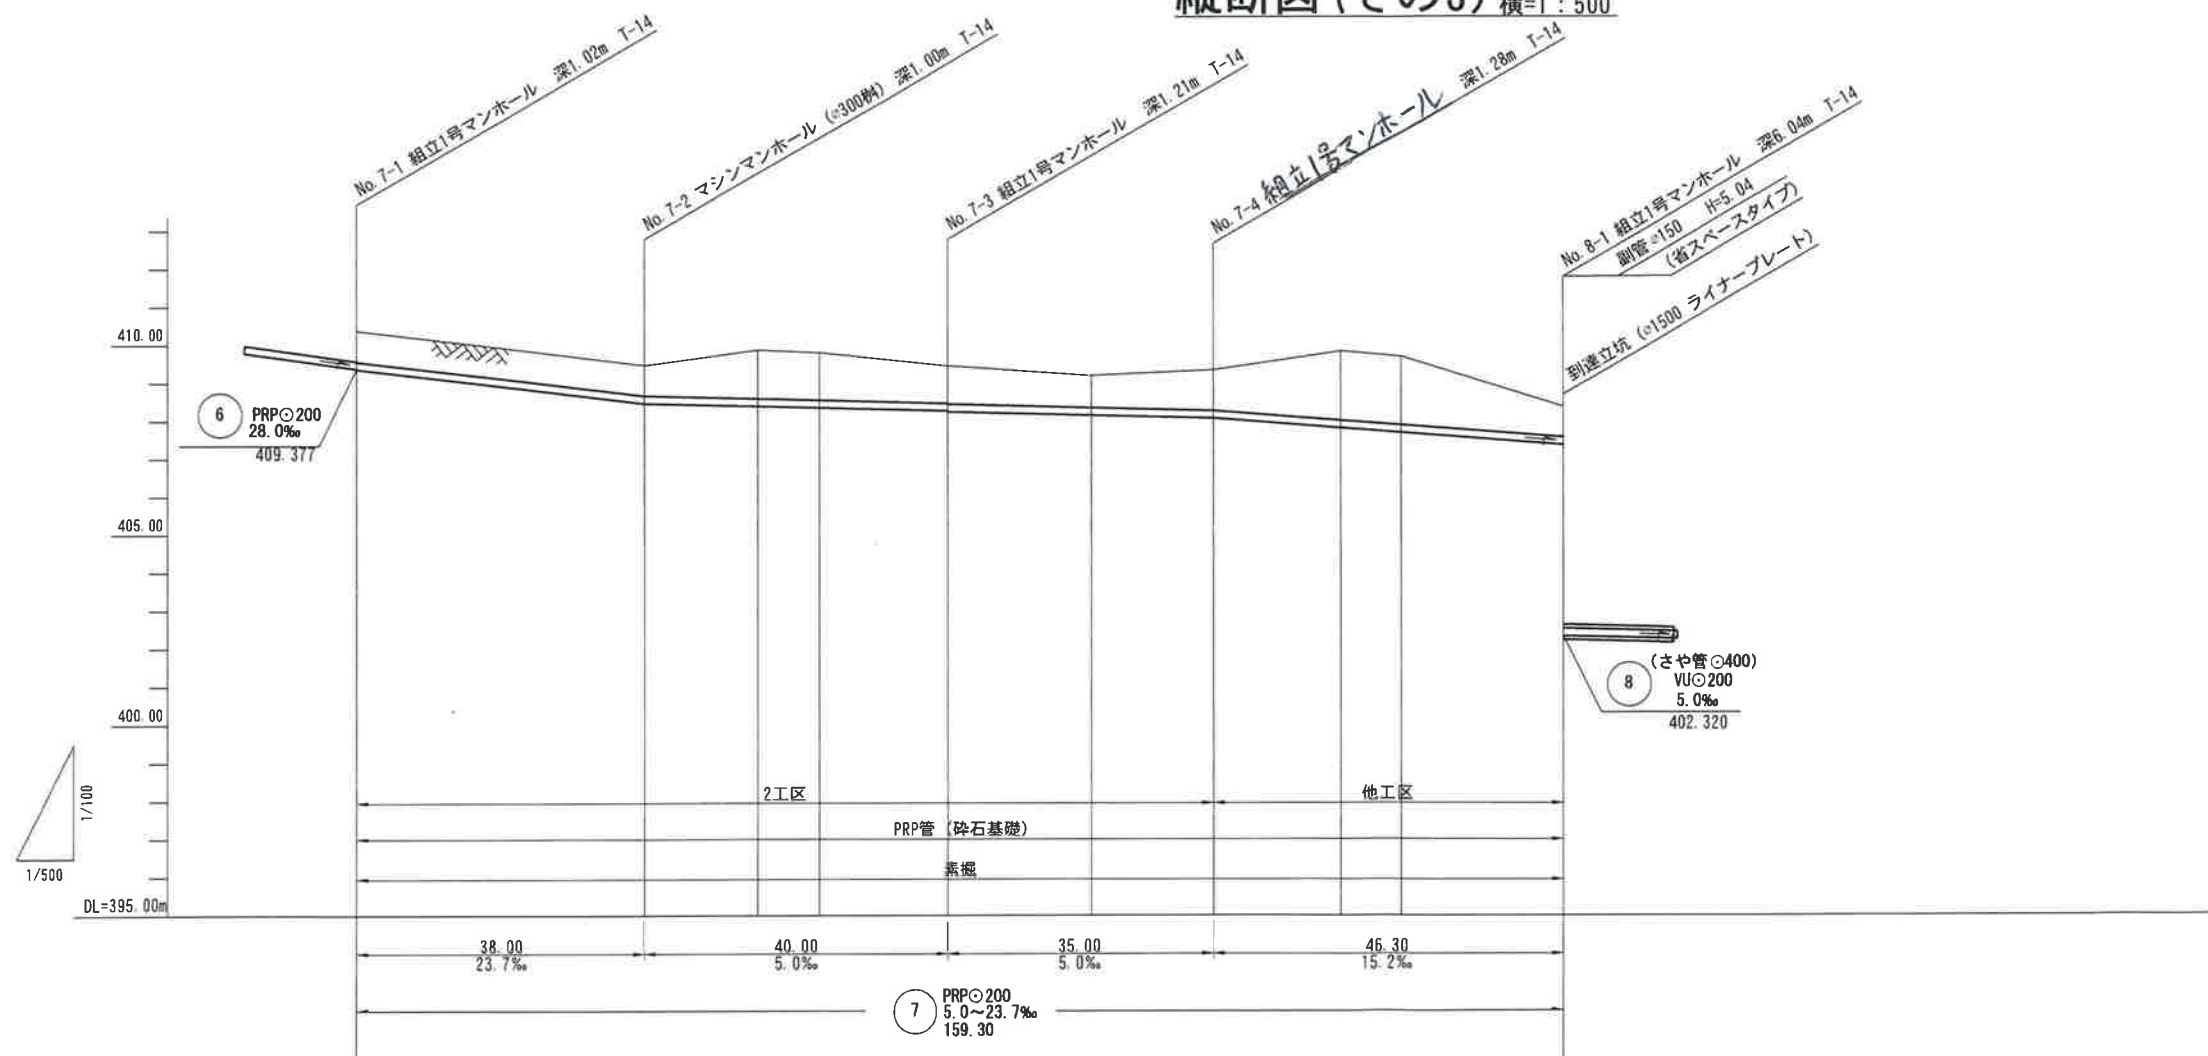 縦断図(その3) 横=1:500
No.7-1 組立1号マンホール 深1.02m T-14
No.7-2 マシンマンホール (⌀300桝) 深1.00m T-14
No.7-3 組立1号マンホール 深1.21m T-14
No.7-4 組立1号マンホール 深1.28m T-14
No.8-1 組立1号マンホール 深6.04m T-14
副管⌀150 H=5.04
(省スペースタイプ)
到達立坑 (⌀1500 ライナープレート)
410.00
6 PRP⊙200
28.0‰
409.377
405.00
(さや管⊙400)
8 VU⊙200
5.0‰
402.320
400.00
1/100
1/500
2工区 他工区
PRP管 (砕石基礎)
素掘
DL=395.00m
38.00 40.00 35.00 46.30
23.7‰ 5.0‰ 5.0‰ 15.2‰
7 PRP⊙200
5.0～23.7‰
159.30